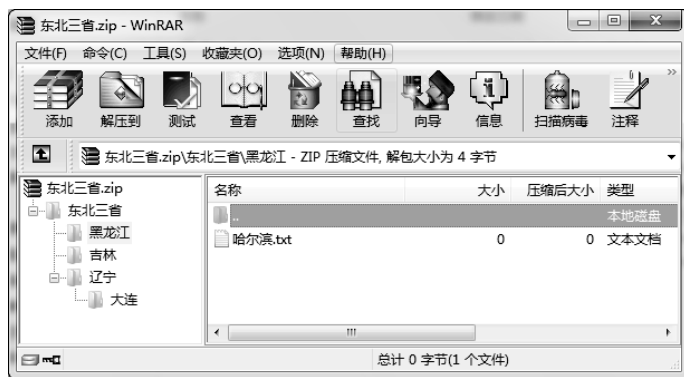 东北三省.zip - WinRAR
文件(F) 命令(C) 工具(S) 收藏夹(O) 选项(N) 帮助(H)
添加 解压到 测试 查看 删除 查找 向导 信息 扫描病毒 注释
东北三省.zip\东北三省\黑龙江 - ZIP 压缩文件, 解包大小为 4 字节
东北三省.zip
东北三省
黑龙江
吉林
辽宁
大连
名称 大小 压缩后大小 类型
.. 本地磁盘
哈尔滨.txt 0 0 文本文档
总计 0 字节(1 个文件)